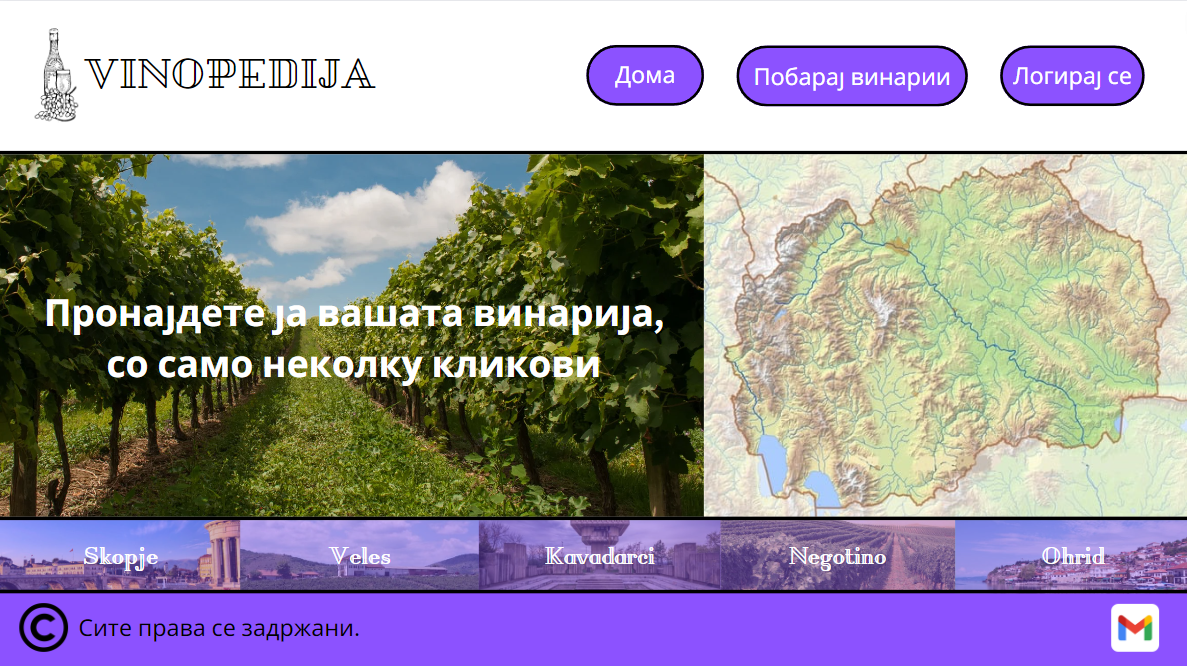 VINOPEDIJA
Дома
Побарај винарии
Логирај се
Пронајдете ја вашата винарија,
со само неколку кликови
Skopje
Veles
Kavadarci
Negotino
Ohrid
© Сите права се задржани.